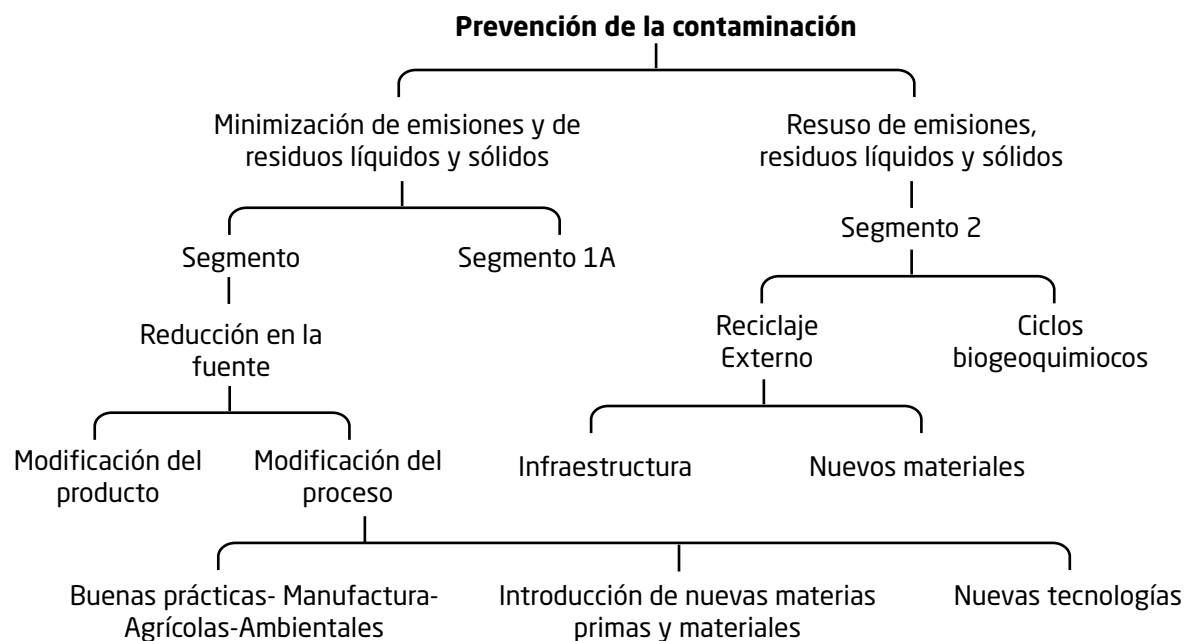 Prevención de la contaminación
Minimización de emisiones y de
residuos líquidos y sólidos
Resuso de emisiones,
residuos líquidos y sólidos
Segmento
Segmento 1A
Segmento 2
Reducción en la
fuente
Reciclaje
Externo
Ciclos
biogeoquimiocos
Modificación del
producto
Modificación del
proceso
Infraestructura
Nuevos materiales
Buenas prácticas- Manufactura-
Agrícolas-Ambientales
Introducción de nuevas materias
primas y materiales
Nuevas tecnologías